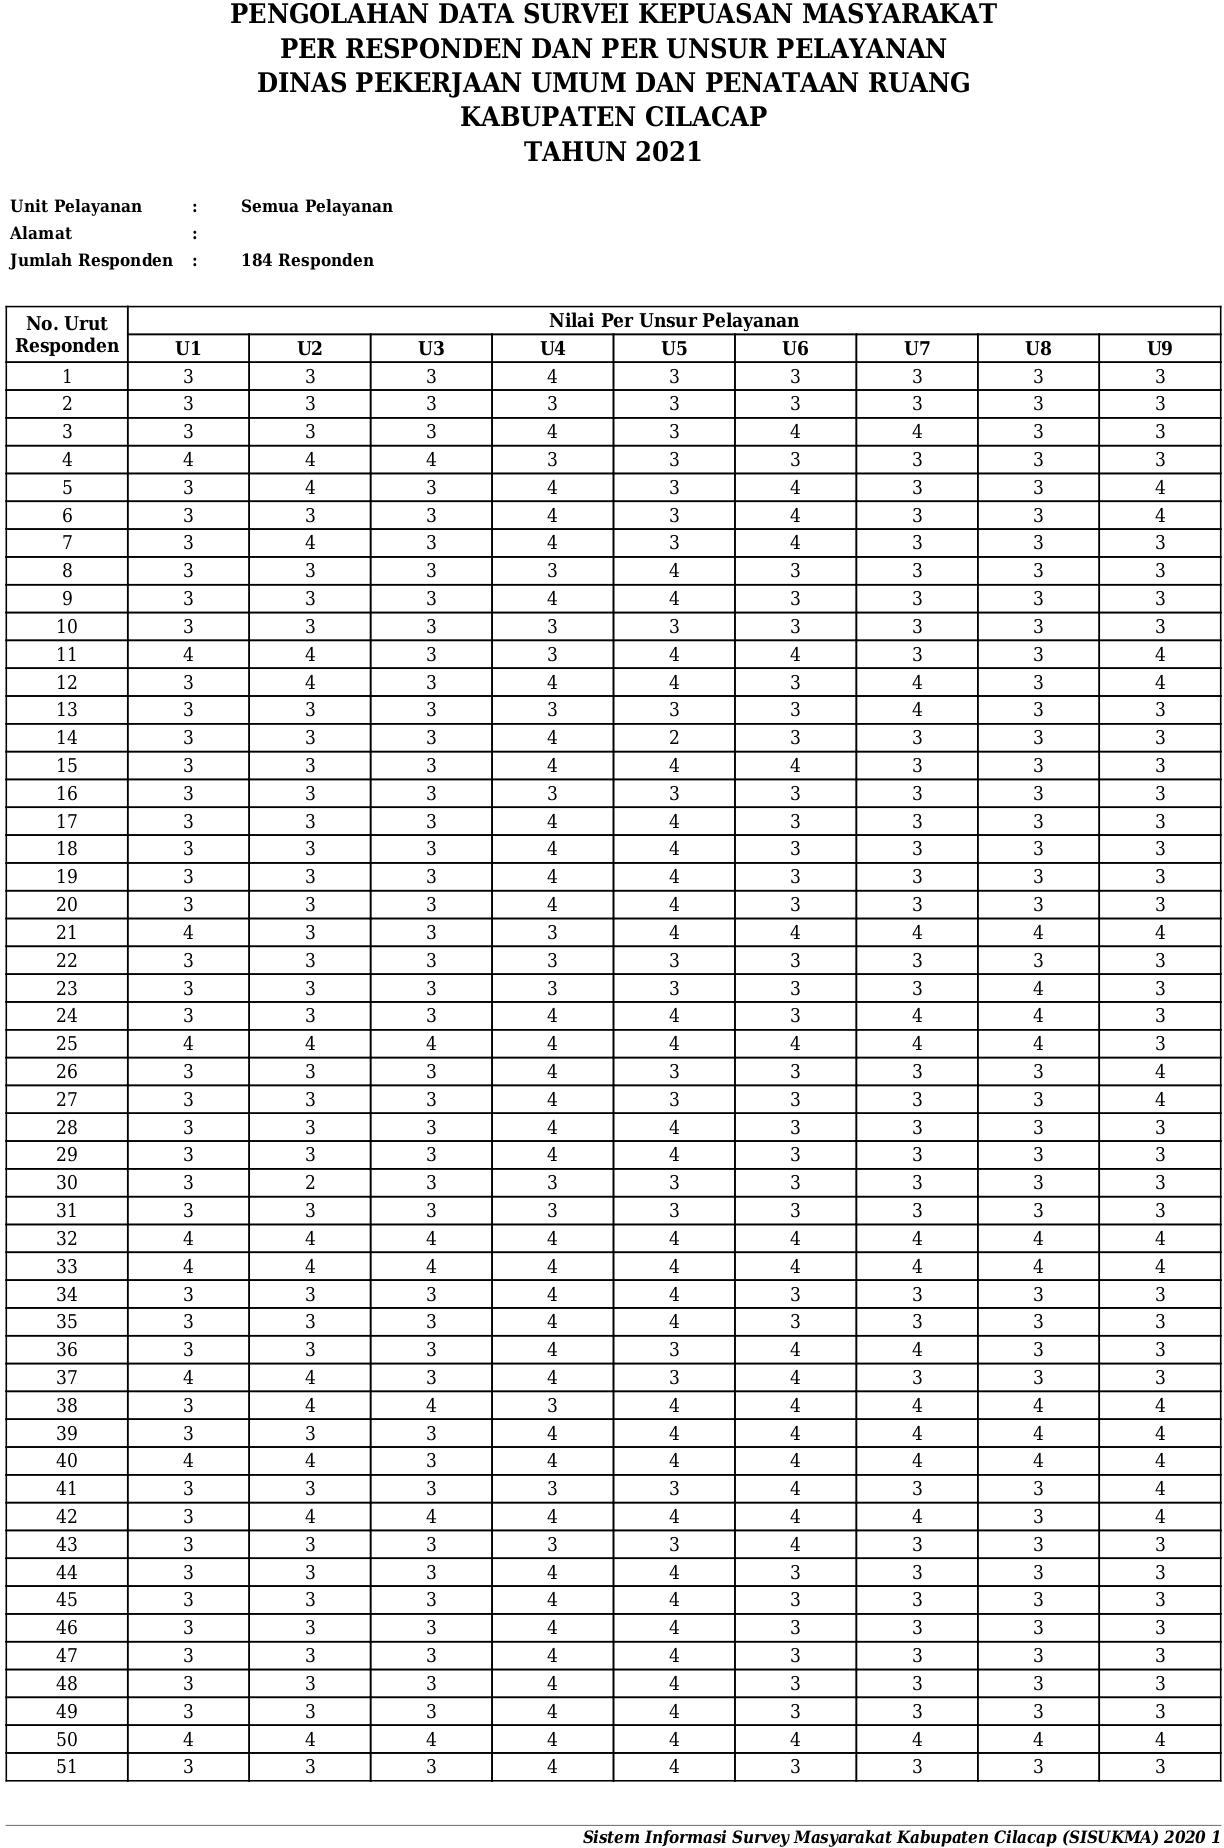 PENGOLAHAN DATA SURVEI KEPUASAN MASYARAKAT
PER RESPONDEN DAN PER UNSUR PELAYANAN
DINAS PEKERJAAN UMUM DAN PENATAAN RUANG
KABUPATEN CILACAP
TAHUN 2021
Unit Pelayanan : Semua Pelayanan
Alamat :
Jumlah Responden : 184 Responden
No. Urut Responden Nilai Per Unsur Pelayanan
U1 U2 U3 U4 U5 U6 U7 U8 U9
1 3 3 3 4 3 3 3 3 3
2 3 3 3 3 3 3 3 3 3
3 3 3 3 4 3 4 4 3 3
4 4 4 4 3 3 3 3 3 3
5 3 4 3 4 3 4 3 3 4
6 3 3 3 4 3 4 3 3 4
7 3 4 3 4 3 4 3 3 3
8 3 3 3 3 4 3 3 3 3
9 3 3 3 4 4 3 3 3 3
10 3 3 3 3 3 3 3 3 3
11 4 4 3 3 4 4 3 3 4
12 3 4 3 4 4 3 4 3 4
13 3 3 3 3 3 3 4 3 3
14 3 3 3 4 2 3 3 3 3
15 3 3 3 4 4 4 3 3 3
16 3 3 3 3 3 3 3 3 3
17 3 3 3 4 4 3 3 3 3
18 3 3 3 4 4 3 3 3 3
19 3 3 3 4 4 3 3 3 3
20 3 3 3 4 4 3 3 3 3
21 4 3 3 3 4 4 4 4 4
22 3 3 3 3 3 3 3 3 3
23 3 3 3 3 3 3 3 4 3
24 3 3 3 4 4 3 4 4 3
25 4 4 4 4 4 4 4 4 3
26 3 3 3 4 3 3 3 3 4
27 3 3 3 4 3 3 3 3 4
28 3 3 3 4 4 3 3 3 3
29 3 3 3 4 4 3 3 3 3
30 3 2 3 3 3 3 3 3 3
31 3 3 3 3 3 3 3 3 3
32 4 4 4 4 4 4 4 4 4
33 4 4 4 4 4 4 4 4 4
34 3 3 3 4 4 3 3 3 3
35 3 3 3 4 4 3 3 3 3
36 3 3 3 4 3 4 4 3 3
37 4 4 3 4 3 4 3 3 3
38 3 4 4 3 4 4 4 4 4
39 3 3 3 4 4 4 4 4 4
40 4 4 3 4 4 4 4 4 4
41 3 3 3 3 3 4 3 3 4
42 3 4 4 4 4 4 4 3 4
43 3 3 3 3 3 4 3 3 3
44 3 3 3 4 4 3 3 3 3
45 3 3 3 4 4 3 3 3 3
46 3 3 3 4 4 3 3 3 3
47 3 3 3 4 4 3 3 3 3
48 3 3 3 4 4 3 3 3 3
49 3 3 3 4 4 3 3 3 3
50 4 4 4 4 4 4 4 4 4
51 3 3 3 4 4 3 3 3 3
Sistem Informasi Survey Masyarakat Kabupaten Cilacap (SISUKMA) 2020 1